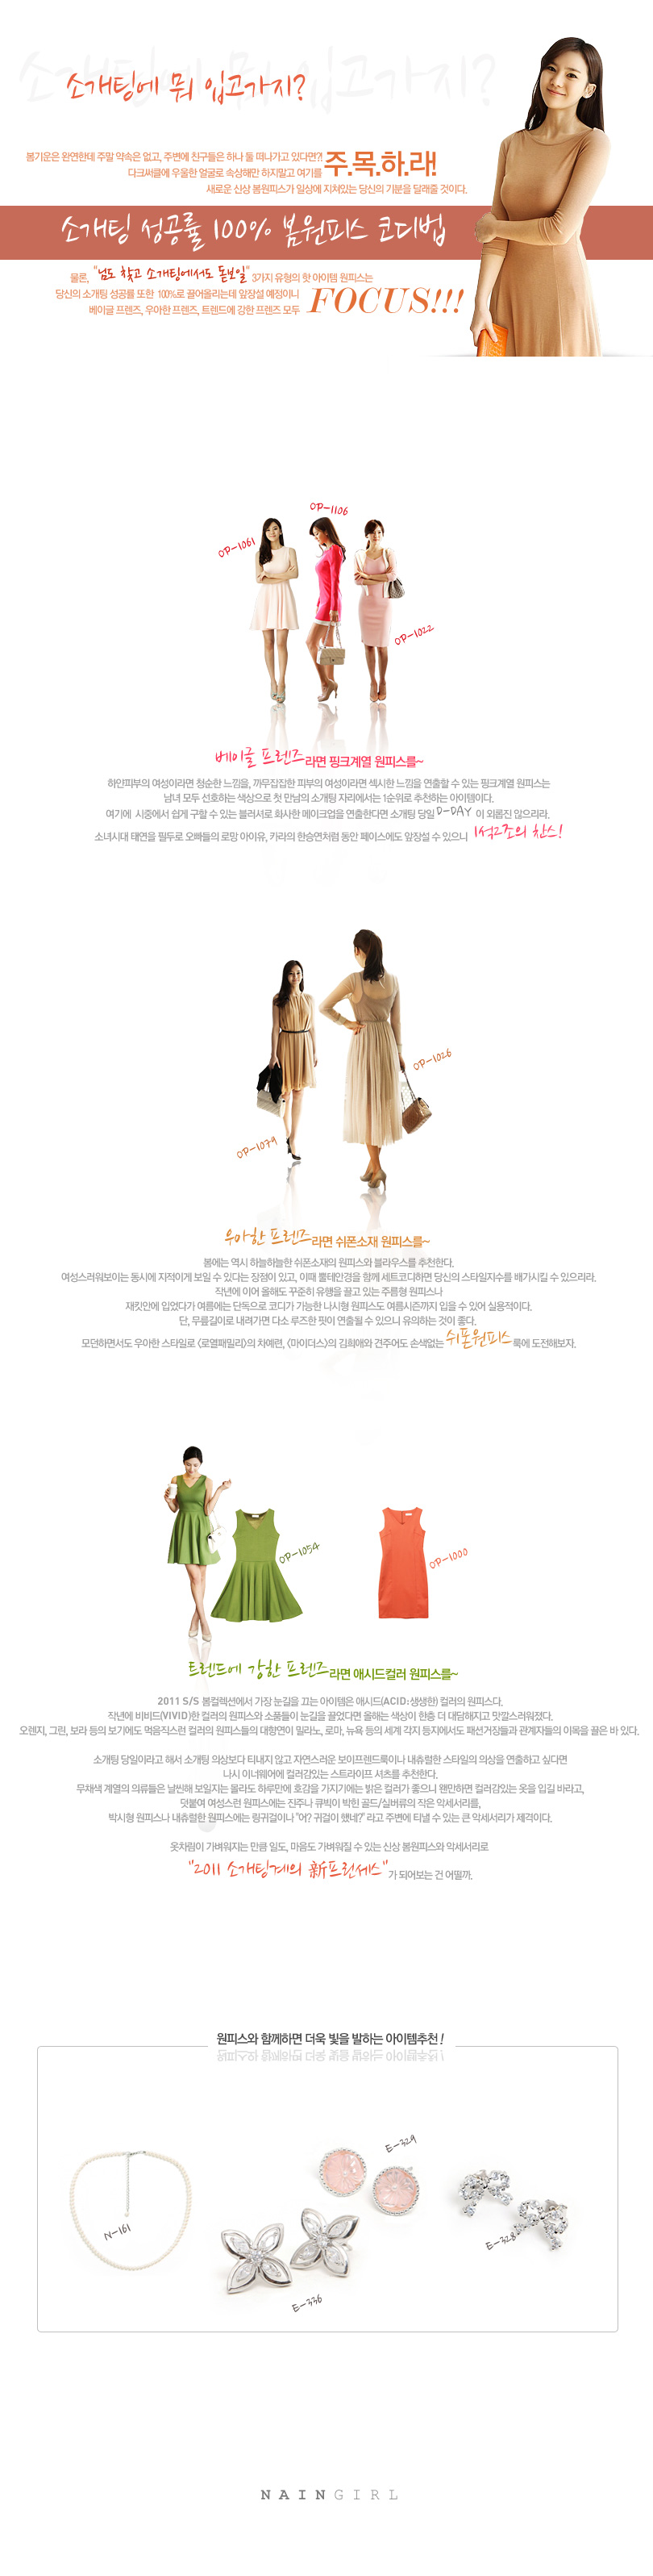 소개팅에 뭐 입고가지?
봄기운은 완연한데 주말 약속은 없고, 주변에 친구들은 하나 둘 떠나가고 있다면?! 주.목.하.래!
다크써클에 우울한 얼굴로 속상해만 하지말고 여기를
새로운 신상 봄원피스가 일상에 지쳐있는 당신의 기분을 달래줄 것이다.
소개팅 성공률 100% 봄원피스 코디법
물론, "넘도 찾고 소개팅에서도 돋보일" 3가지 유형의 핫 아이템 원피스는
당신의 소개팅 성공률 또한 100%로 끌어올리는데 앞장설 예정이니
베이글 프렌즈, 우아한 프렌즈, 트렌드에 강한 프렌즈 모두 FOCUS!!!
OP-1106
OP-1061
OP-1022
베이글 프렌즈라면 핑크계열 원피스를~
하얀피부의 여성이라면 청순한 느낌을, 까무잡잡한 피부의 여성이라면 섹시한 느낌을 연출할 수 있는 핑크계열 원피스는
남녀 모두 선호하는 색상으로 첫 만남의 소개팅 자리에서는 1순위로 추천하는 아이템이다.
여기에 시중에서 쉽게 구할 수 있는 블러셔로 화사한 메이크업을 연출한다면 소개팅 당일 D-DAY 이 외롭진 않으리라.
소녀시대 태연을 필두로 오빠들의 로망 아이유, 카라의 한승연처럼 동안 페이스에도 앞장설 수 있으니 1석2조의 찬스!
OP-1026
OP-1079
우아한 프렌즈라면 쉬폰소재 원피스를~
봄에는 역시 하늘하늘한 쉬폰소재의 원피스와 블라우스를 추천한다.
여성스러워보이는 동시에 지적이게 보일 수 있다는 장점이 있고, 이때 뿔테안경을 함께 세트코디하면 당신의 스타일지수를 배가시킬 수 있으리라.
작년에 이어 올해도 꾸준히 유행을 끌고 있는 주름형 원피스나
재킷안에 입었다가 여름에는 단독으로 코디가 가능한 나시형 원피스도 여름시즌까지 입을 수 있어 실용적이다.
단, 무릎길이로 내려가면 다소 루즈한 핏이 연출될 수 있으니 유의하는 것이 좋다.
모던하면서도 우아한 스타일로 <로열패밀리>의 차예련, <마이더스>의 김희애와 견주어도 손색없는 쉬폰원피스 룩에 도전해보자.
OP-1054
OP-1000
트렌드에 강한 프렌즈라면 애시드컬러 원피스를~
2011 S/S 봄컬렉션에서 가장 눈길을 끄는 아이템은 애시드(ACID:생생한) 컬러의 원피스다.
작년에 비비드(VIVID)한 컬러의 원피스와 소품들이 눈길을 끌었다면 올해는 색상이 한층 더 대담해지고 맛깔스러워졌다.
오렌지, 그린, 보라 등의 보기에도 먹음직스런 컬러의 원피스들의 대향연이 밀라노, 로마, 뉴욕 등의 세계 각지 등지에서도 패션거장들과 관계자들의 이목을 끌은 바 있다.
소개팅 당일이라고 해서 소개팅 의상보다 티내지 않고 자연스러운 보이프렌드룩이나 내츄럴한 스타일의 의상을 연출하고 싶다면
나시 이너웨어에 컬러감있는 스트라이프 셔츠를 추천한다.
무채색 계열의 의류들은 날씬해 보일지는 몰라도 하루만에 호감을 가지기에는 밝은 컬러가 좋으니 왠만하면 컬러감있는 옷을 입길 바라고,
덧붙여 여성스런 원피스에는 진주나 큐빅이 박힌 골드/실버류의 작은 악세서리를,
박시형 원피스나 내츄럴한 원피스에는 링귀걸이나 "어? 귀걸이 했네?" 라고 주변에 티낼 수 있는 큰 악세서리가 제격이다.
옷차림이 가벼워지는 만큼 일도, 마음도 가벼워질 수 있는 신상 봄원피스와 악세서리로
"2011 소개팅계의 新프린세스"가 되어보는 건 어떨까.
원피스와 함께하면 더욱 빛을 발하는 아이템추천!
E-329
N-161
E-328
E-336
NAINGIRL